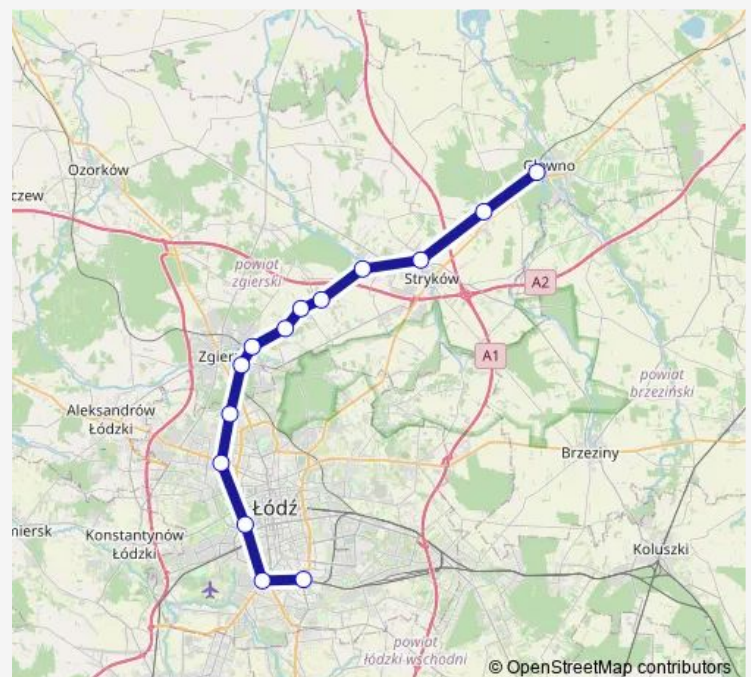 Ozorków
Głowno
czew
powiat
zgierski
Stryków
A2
Zgierz
A1
powiat
brzeziński
Aleksandrów
Łódzki
Brzeziny
Łódź
miersk
Konstantynów
Łódzki
Koluszki
powiat
łódzki wschodni
© OpenStreetMap contributors